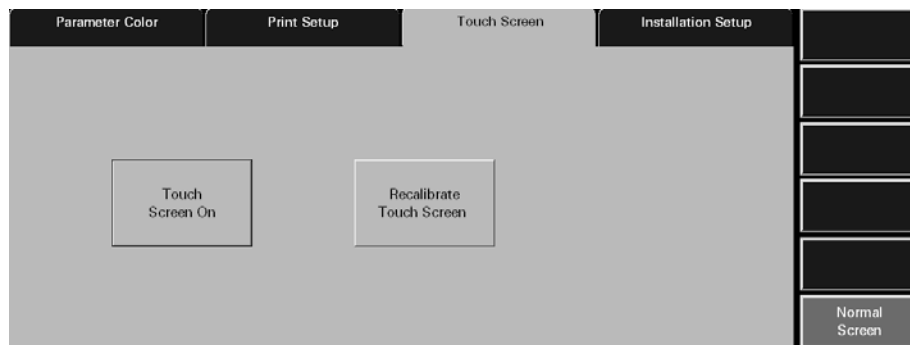 Parameter Color
Print Setup
Touch Screen
Installation Setup
Touch
Screen On
Recalibrate
Touch Screen
Normal
Screen